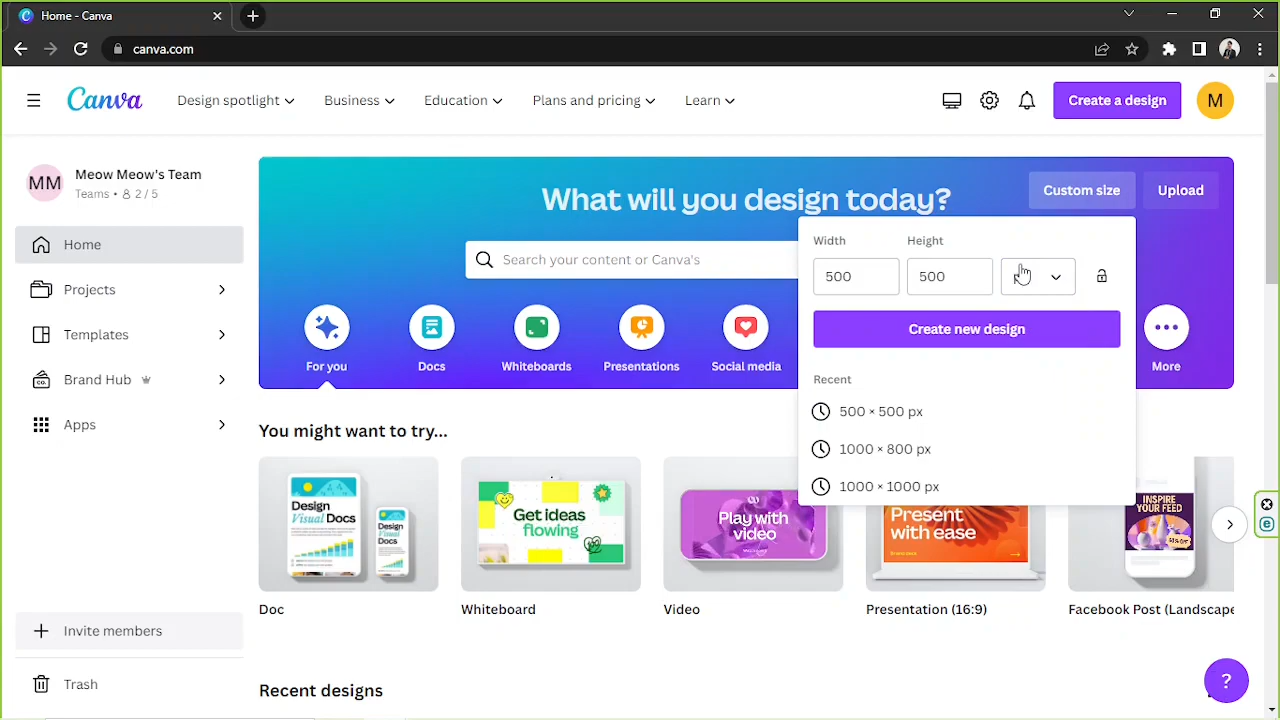 Home - Canva
canva.com
Canva
Design spotlight
Business
Education
Plans and pricing
Learn
Create a design
M
MM
Meow Meow's Team
Teams • 2 / 5
Home
Projects
Templates
Brand Hub
Apps
Invite members
Trash
What will you design today?
Custom size
Upload
Search your content or Canva's
For you
Docs
Whiteboards
Presentations
Social media
More
Width
Height
500
500
Create new design
Recent
500 × 500 px
1000 × 800 px
1000 × 1000 px
You might want to try...
Design
Visual Docs
Design
Visual Docs
Get ideas
flowing
Play with
video
Present
with ease
INSPIRE
YOUR FEED
Doc
Whiteboard
Video
Presentation (16:9)
Facebook Post (Landscape
Recent designs
?